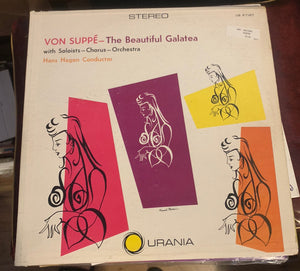 STEREO
VON SUPPÉ—The Beautiful Galatea
with Soloists—Chorus—Orchestra
Hans Hagen Conductor
URANIA